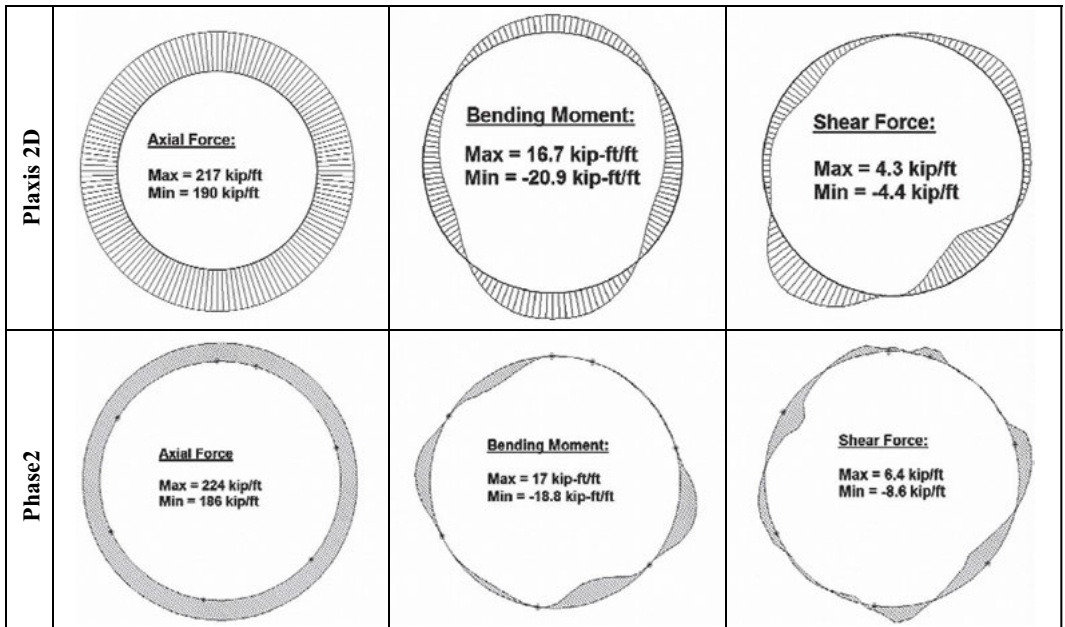 Plaxis 2D
Axial Force:
Max = 217 kip/ft
Min = 190 kip/ft
Bending Moment:
Max = 16.7 kip-ft/ft
Min = -20.9 kip-ft/ft
Shear Force:
Max = 4.3 kip/ft
Min = -4.4 kip/ft
Phase2
Axial Force
Max = 224 kip/ft
Min = 186 kip/ft
Bending Moment:
Max = 17 kip-ft/ft
Min = -18.8 kip-ft/ft
Shear Force:
Max = 6.4 kip/ft
Min = -8.6 kip/ft